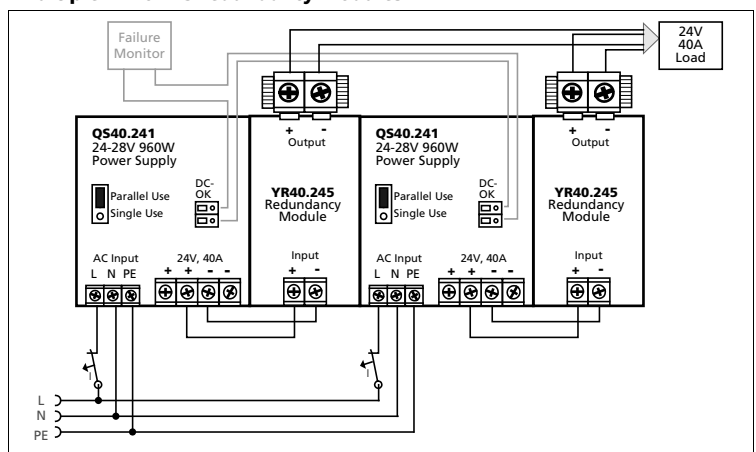 Failure
Monitor
24V
40A
Load
+ -
Output
+ -
Output
QS40.241
24-28V 960W
Power Supply
DC-
OK
Parallel Use
Single Use
YR40.245
Redundancy
Module
QS40.241
24-28V 960W
Power Supply
DC-
OK
Parallel Use
Single Use
YR40.245
Redundancy
Module
AC Input
L N PE
24V, 40A
+ + - -
Input
+ -
AC Input
L N PE
24V, 40A
+ + - -
Input
+ -
I
I
L
N
PE